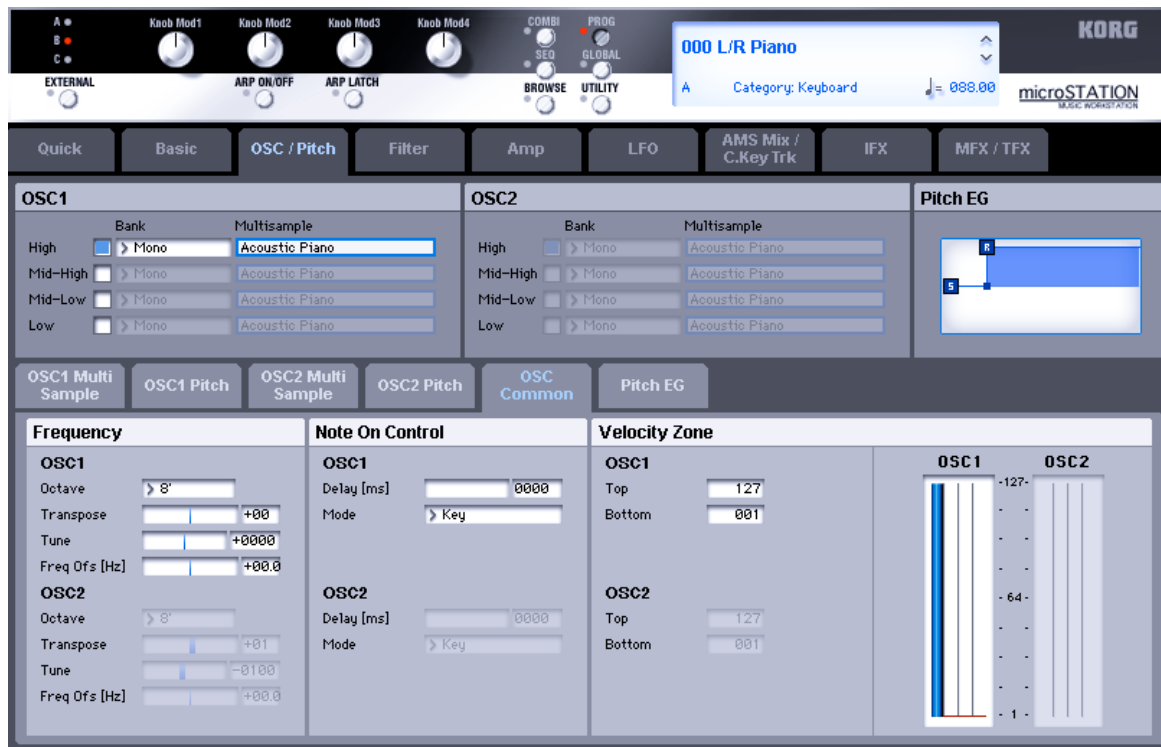 A
B
C
Knob Mod1 Knob Mod2 Knob Mod3 Knob Mod4
COMBI PROG
SEQ GLOBAL
EXTERNAL ARP ON/OFF ARP LATCH
BROWSE UTILITY
000 L/R Piano
A Category: Keyboard ♩= 088.00
KORG
microSTATION
MUSIC WORKSTATION
Quick Basic OSC / Pitch Filter Amp LFO AMS Mix / C.Key Trk IFX MFX / TFX
OSC1
Bank Multisample
High > Mono Acoustic Piano
Mid-High > Mono Acoustic Piano
Mid-Low > Mono Acoustic Piano
Low > Mono Acoustic Piano
OSC2
Bank Multisample
High > Mono Acoustic Piano
Mid-High > Mono Acoustic Piano
Mid-Low > Mono Acoustic Piano
Low > Mono Acoustic Piano
Pitch EG
R
S
OSC1 Multi Sample OSC1 Pitch OSC2 Multi Sample OSC2 Pitch OSC Common Pitch EG
Frequency
OSC1
Octave > 8'
Transpose +00
Tune +0000
Freq Ofs [Hz] +00.0
OSC2
Octave > 8'
Transpose +01
Tune -0100
Freq Ofs [Hz] +00.0
Note On Control
OSC1
Delay [ms] 0000
Mode > Key
OSC2
Delay [ms] 0000
Mode > Key
Velocity Zone
OSC1
Top 127
Bottom 001
OSC2
Top 127
Bottom 001
OSC1 OSC2
-127-
- 64 -
- 1 -